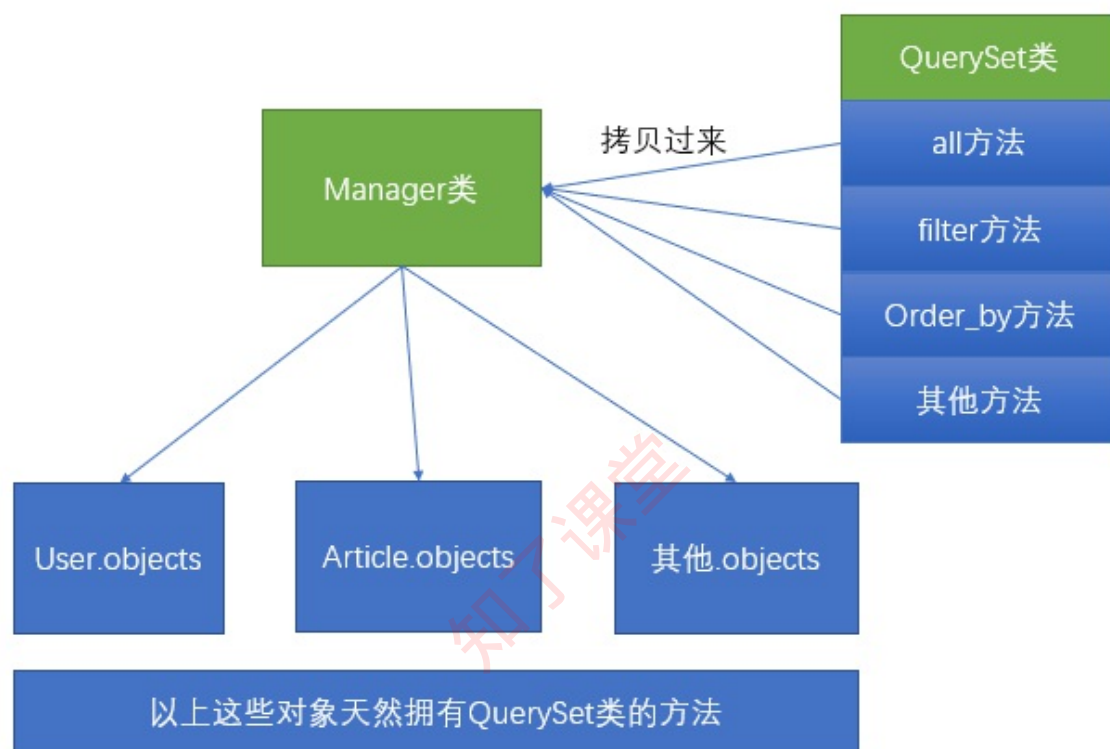 QuerySet类
all方法
拷贝过来
Manager类
filter方法
Order_by方法
其他方法
User.objects
Article.objects
其他.objects
知了课堂
以上这些对象天然拥有QuerySet类的方法